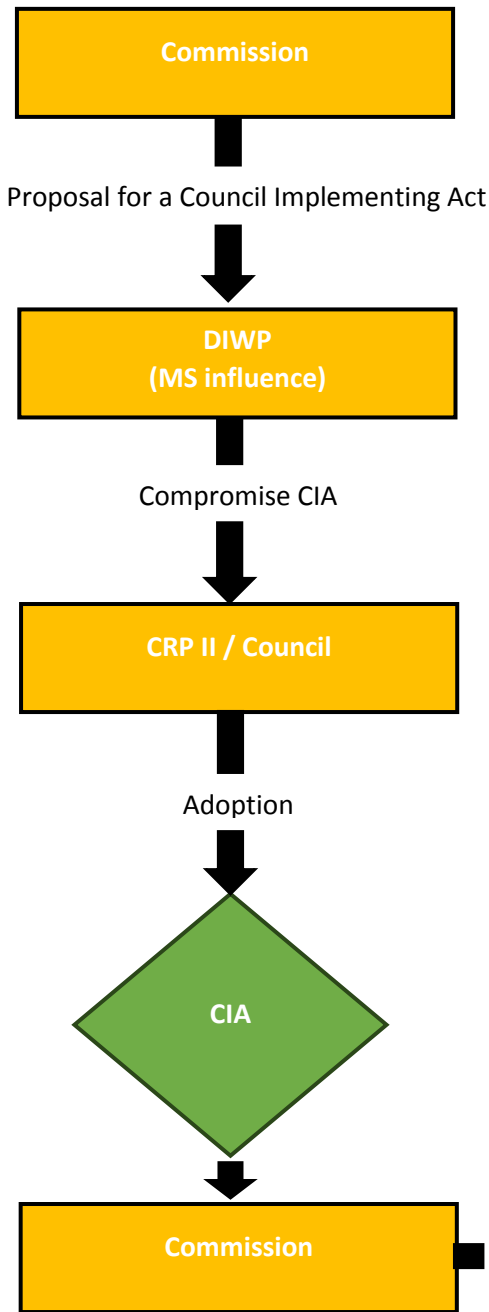 Commission
Proposal for a Council Implementing Act
DIWP
(MS influence)
Compromise CIA
CRP II / Council
Adoption
CIA
Commission